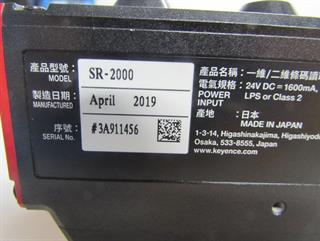 產品型號:
MODEL
SR-2000
製造日期:
MANUFACTURED
April 2019
序號:
SERIAL No.
#3A911456
產品名稱:一維/二維條碼讀
電氣規格: 24V DC⎓1600mA,
POWER INPUT LPS or Class 2
產地: 日本
MADE IN JAPAN
1-3-14, Higashinakajima, Higashiyodo
Osaka, 533-8555, Japan
www.keyence.com